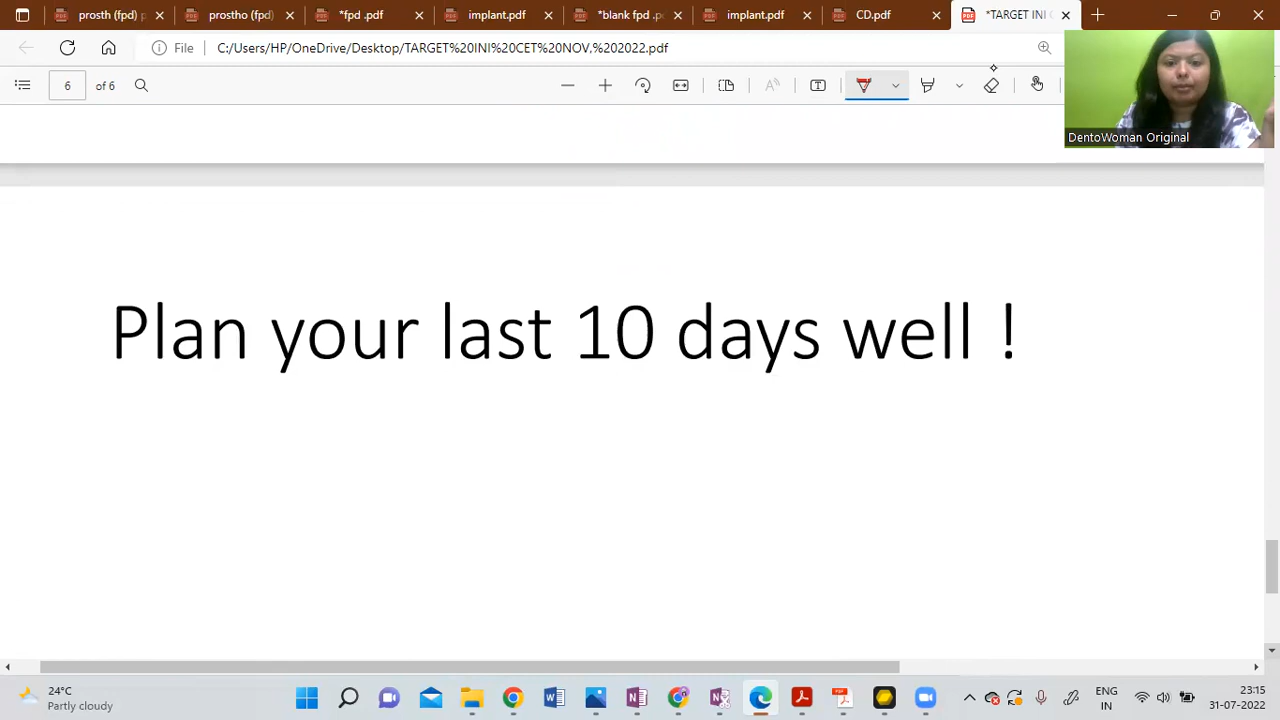 prosth (fpd)
prostho (fpd)
*fpd .pdf
implant.pdf
*blank fpd .p
implant.pdf
CD.pdf
*TARGET INI C
File
C:/Users/HP/OneDrive/Desktop/TARGET%20INI%20CET%20NOV,%202022.pdf
6 of 6
DentoWoman Original
Plan your last 10 days well !
24°C
Partly cloudy
ENG
IN
23:15
31-07-2022